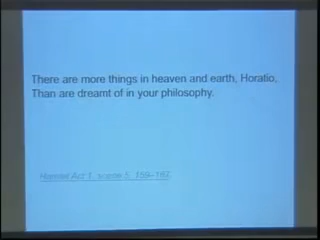 There are more things in heaven and earth, Horatio,
Than are dreamt of in your philosophy.
Hamlet Act 1, scene 5, 159–167